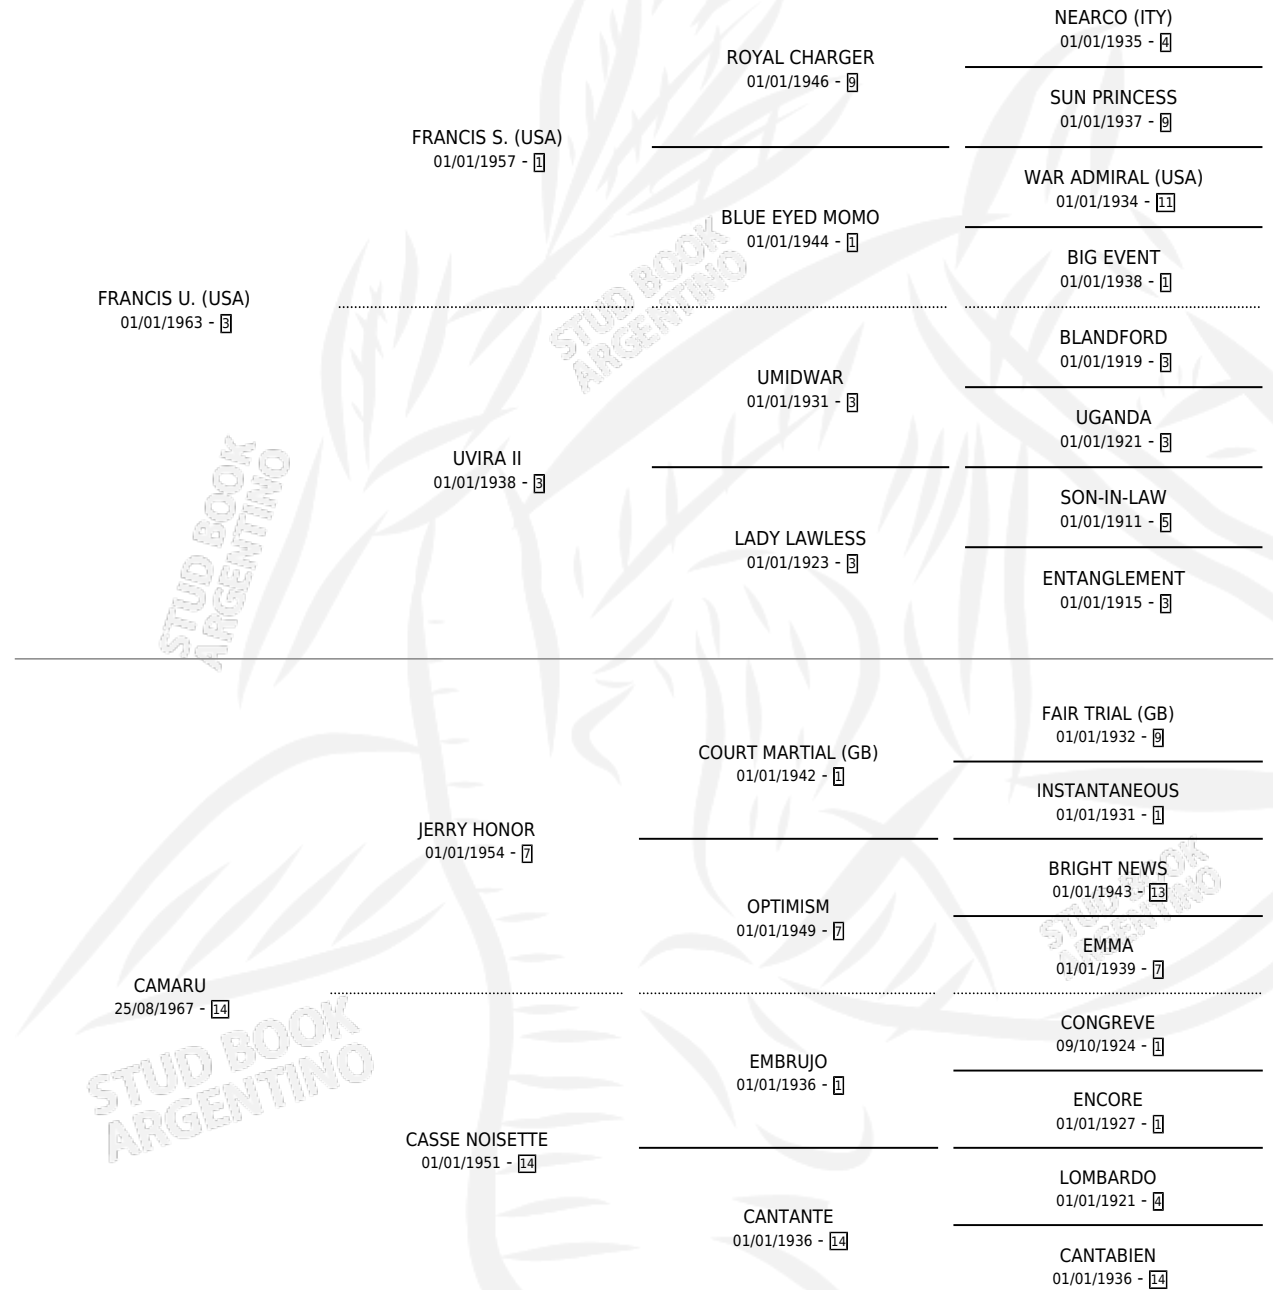 NEARCO (ITY)
01/01/1935 - 4
ROYAL CHARGER
01/01/1946 - 9
SUN PRINCESS
01/01/1937 - 9
FRANCIS S. (USA)
01/01/1957 - 1
WAR ADMIRAL (USA)
01/01/1934 - 11
BLUE EYED MOMO
01/01/1944 - 1
BIG EVENT
01/01/1938 - 1
FRANCIS U. (USA)
01/01/1963 - 3
STUD BOOK
ARGENTINO
BLANDFORD
01/01/1919 - 3
UMIDWAR
01/01/1931 - 3
UGANDA
01/01/1921 - 3
UVIRA II
01/01/1938 - 3
SON-IN-LAW
01/01/1911 - 5
LADY LAWLESS
01/01/1923 - 3
ENTANGLEMENT
01/01/1915 - 3
STUD BOOK
ARGENTINO
FAIR TRIAL (GB)
01/01/1932 - 9
COURT MARTIAL (GB)
01/01/1942 - 1
INSTANTANEOUS
01/01/1931 - 1
JERRY HONOR
01/01/1954 - 7
BRIGHT NEWS
01/01/1943 - 13
OPTIMISM
01/01/1949 - 7
EMMA
01/01/1939 - 7
STUD BOOK
ARGENTINO
CAMARU
25/08/1967 - 14
CONGREVE
09/10/1924 - 1
EMBRUJO
01/01/1936 - 1
ENCORE
01/01/1927 - 1
STUD BOOK
ARGENTINO
CASSE NOISETTE
01/01/1951 - 14
LOMBARDO
01/01/1921 - 4
CANTANTE
01/01/1936 - 14
CANTABIEN
01/01/1936 - 14